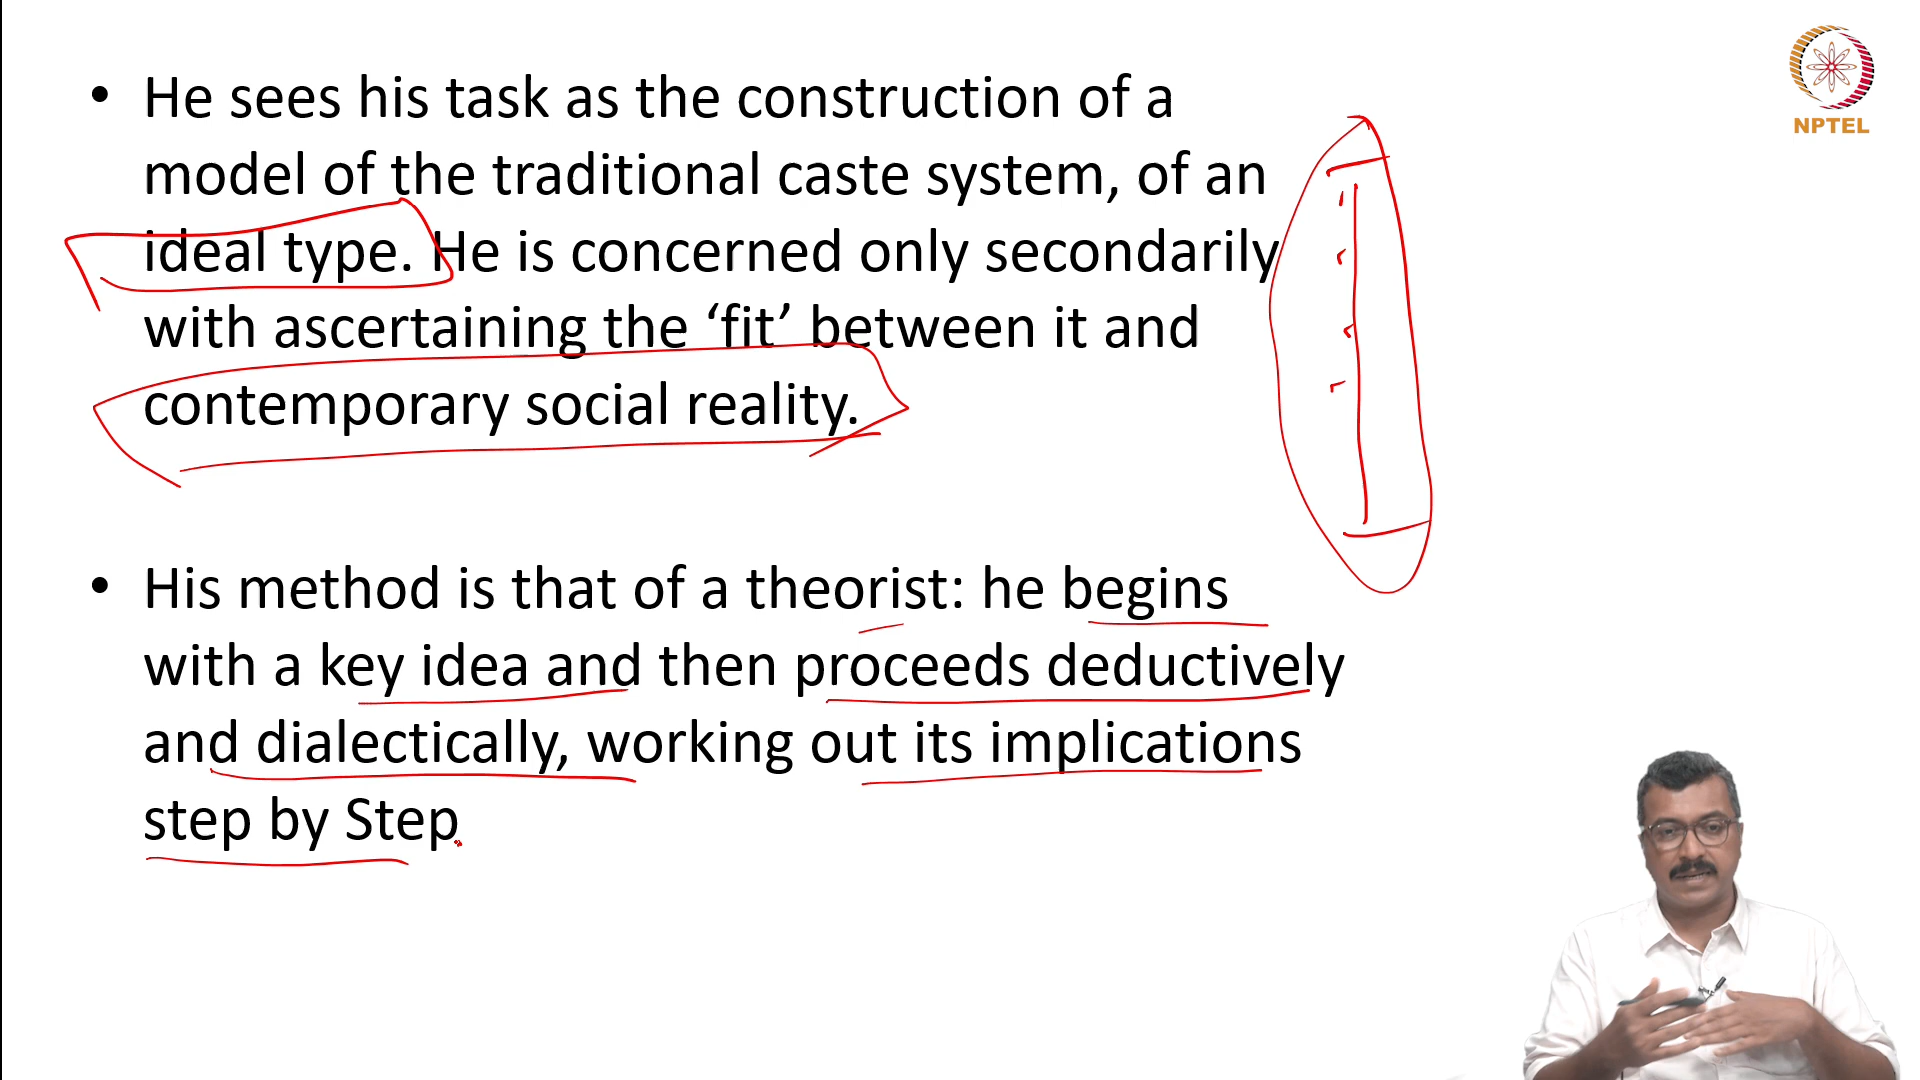 NPTEL
• He sees his task as the construction of a
model of the traditional caste system, of an
ideal type. He is concerned only secondarily
with ascertaining the ‘fit’ between it and
contemporary social reality.
• His method is that of a theorist: he begins
with a key idea and then proceeds deductively
and dialectically, working out its implications
step by Step